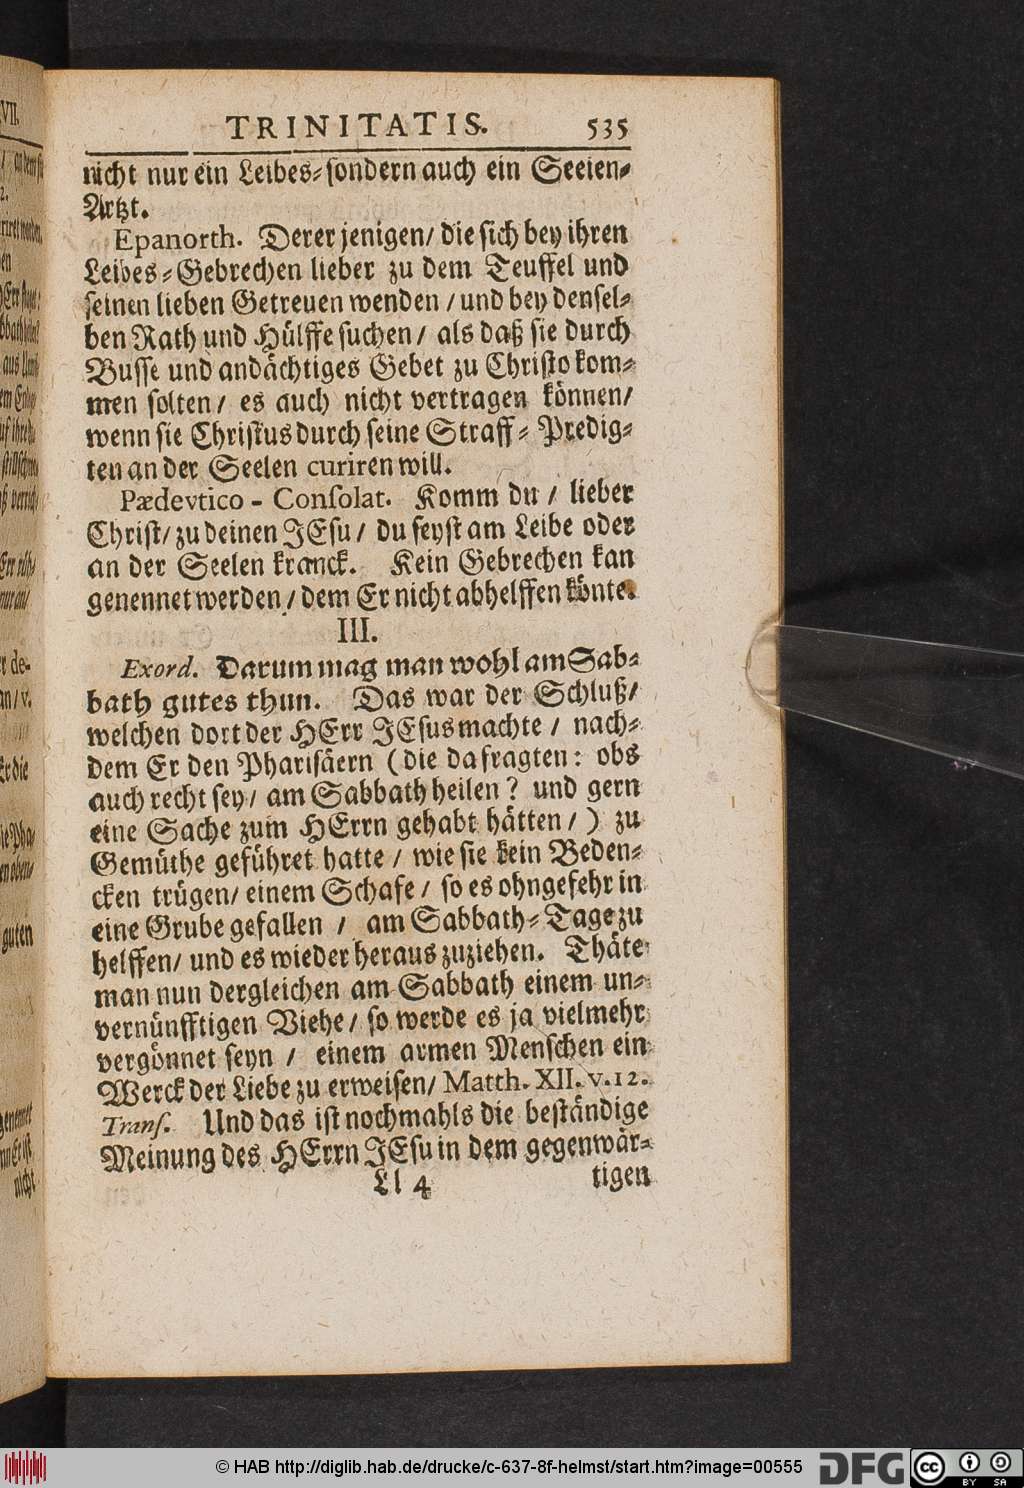 TRINITATIS. 535
nicht nur ein Leibes-sondern auch ein Seelen-
Artzt.
Epanorth. Derer jenigen/ die sich bey ihren
Leibes-Gebrechen lieber zu dem Teuffel und
seinen lieben Getreuen wenden / und bey densel-
ben Rath und Hülffe suchen/ als daß sie durch
Busse und andächtiges Gebet zu Christo kom-
men solten/ es auch nicht vertragen können/
wenn sie Christus durch seine Straff-Predig-
ten an der Seelen curiren will.
Pædevtico - Consolat. Komm du / lieber
Christ/ zu deinen JEsu / du seyst am Leibe oder
an der Seelen kranck. Kein Gebrechen kan
genennet werden / dem Er nicht abhelffen könte.
III.
Exord. Darum mag man wohl am Sab-
bath gutes thun. Das war der Schluß/
welchen dort der HErr JEsus machte / nach-
dem Er den Pharisäern (die da fragten: obs
auch recht sey/ am Sabbath heilen? und gern
eine Sache zum HErrn gehabt hätten/) zu
Gemüthe geführet hatte / wie sie kein Beden-
cken trügen/ einem Schafe / so es ohngefehr in
eine Grube gefallen / am Sabbath-Tage zu
helffen/ und es wieder heraus zuziehen. Thäte
man nun dergleichen am Sabbath einem un-
vernünfftigen Viehe/ so werde es ja vielmehr
vergönnet seyn / einem armen Menschen ein
Werck der Liebe zu erweisen/ Matth. XII. v. 12.
Trans. Und das ist nochmahls die beständige
Meinung des HErrn JEsu in dem gegenwär-
Ll 4 tigen
© HAB http://diglib.hab.de/drucke/c-637-8f-helmst/start.htm?image=00555 DFG cc BY SA